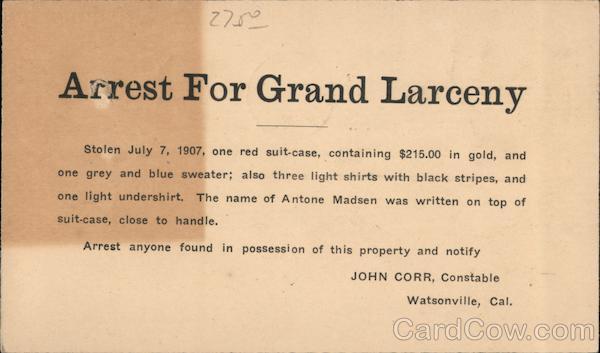 2750
Arrest For Grand Larceny
Stolen July 7, 1907, one red suit-case, containing $215.00 in gold, and
one grey and blue sweater; also three light shirts with black stripes, and
one light undershirt. The name of Antone Madsen was written on top of
suit-case, close to handle.
Arrest anyone found in possession of this property and notify
JOHN CORR, Constable
Watsonville, Cal.
CardCow.com